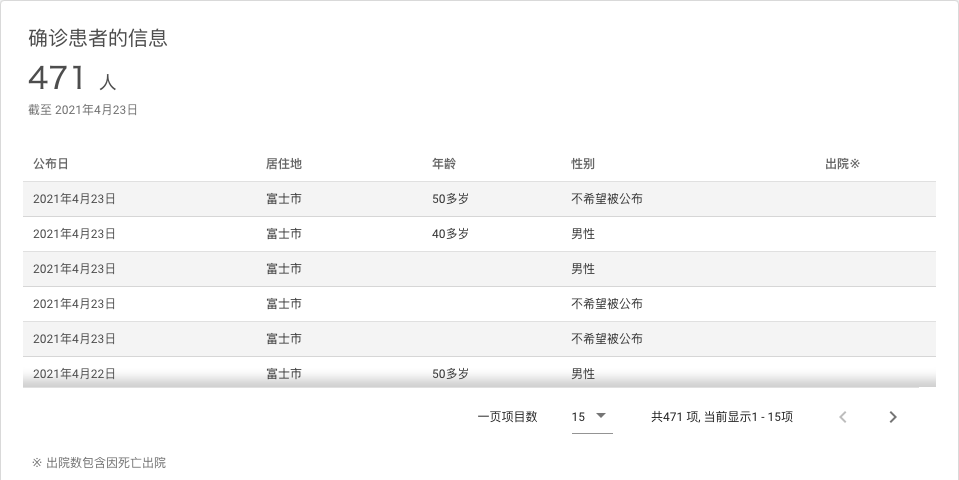 确诊患者的信息
471 人
截至 2021年4月23日
公布日 居住地 年龄 性别 出院※
2021年4月23日 富士市 50多岁 不希望被公布
2021年4月23日 富士市 40多岁 男性
2021年4月23日 富士市 男性
2021年4月23日 富士市 不希望被公布
2021年4月23日 富士市 不希望被公布
2021年4月22日 富士市 50多岁 男性
一页项目数 15 共471 项, 当前显示1 - 15项
※ 出院数包含因死亡出院